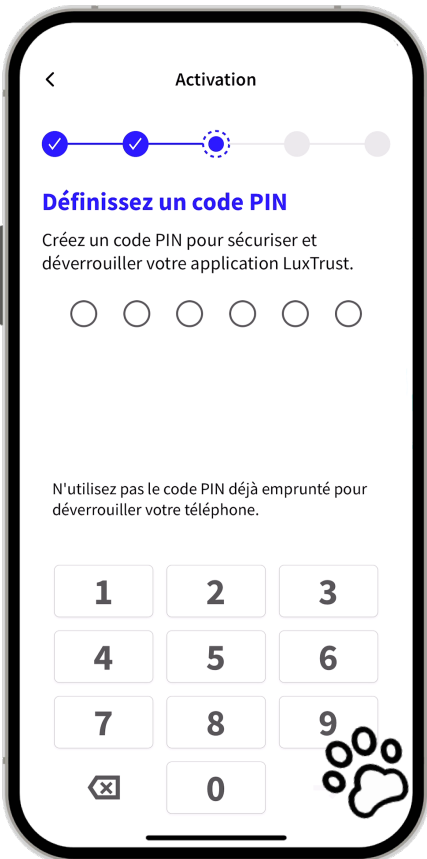 Activation
Définissez un code PIN
Créez un code PIN pour sécuriser et
déverrouiller votre application LuxTrust.
N'utilisez pas le code PIN déjà emprunté pour
déverrouiller votre téléphone.
1 2 3
4 5 6
7 8 9
0